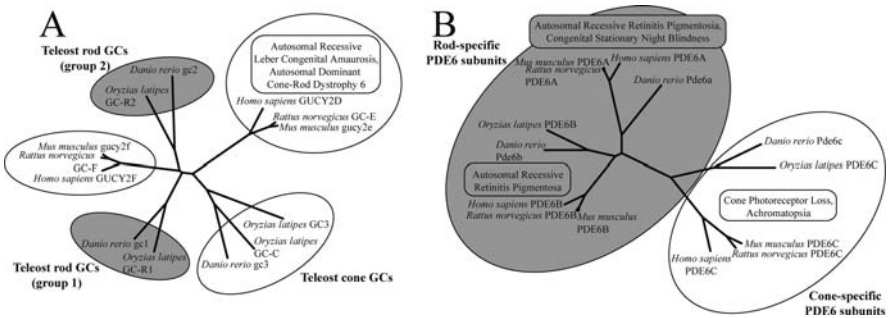 A
Teleost rod GCs
(group 2)
Danio rerio gc2
Oryzias latipes
GC-R2
Autosomal Recessive
Leber Congenital Amaurosis,
Autosomal Dominant
Cone-Rod Dystrophy 6
Homo sapiens GUCY2D
Rattus norvegicus GC-E
Mus musculus gucy2e
Mus musculus gucy2f
Rattus norvegicus
GC-F
Homo sapiens GUCY2F
Danio rerio gc1
Oryzias latipes
GC-R1
Teleost rod GCs
(group 1)
Oryzias latipes GC3
Oryzias latipes
GC-C
Danio rerio gc3
Teleost cone GCs
B
Rod-specific
PDE6 subunits
Autosomal Recessive Retinitis Pigmentosa,
Congenital Stationary Night Blindness
Homo sapiens PDE6A
Mus musculus PDE6A
Rattus norvegicus
PDE6A
Danio rerio Pde6a
Oryzias latipes PDE6B
Danio rerio
Pde6b
Autosomal Recessive
Retinitis Pigmentosa
Homo sapiens PDE6B
Rattus norvegicus PDE6B
Mus musculus
PDE6B
Danio rerio Pde6c
Oryzias latipes PDE6C
Cone Photoreceptor Loss,
Achromatopsia
Mus musculus PDE6C
Rattus norvegicus PDE6C
Homo sapiens
PDE6C
Cone-specific
PDE6 subunits